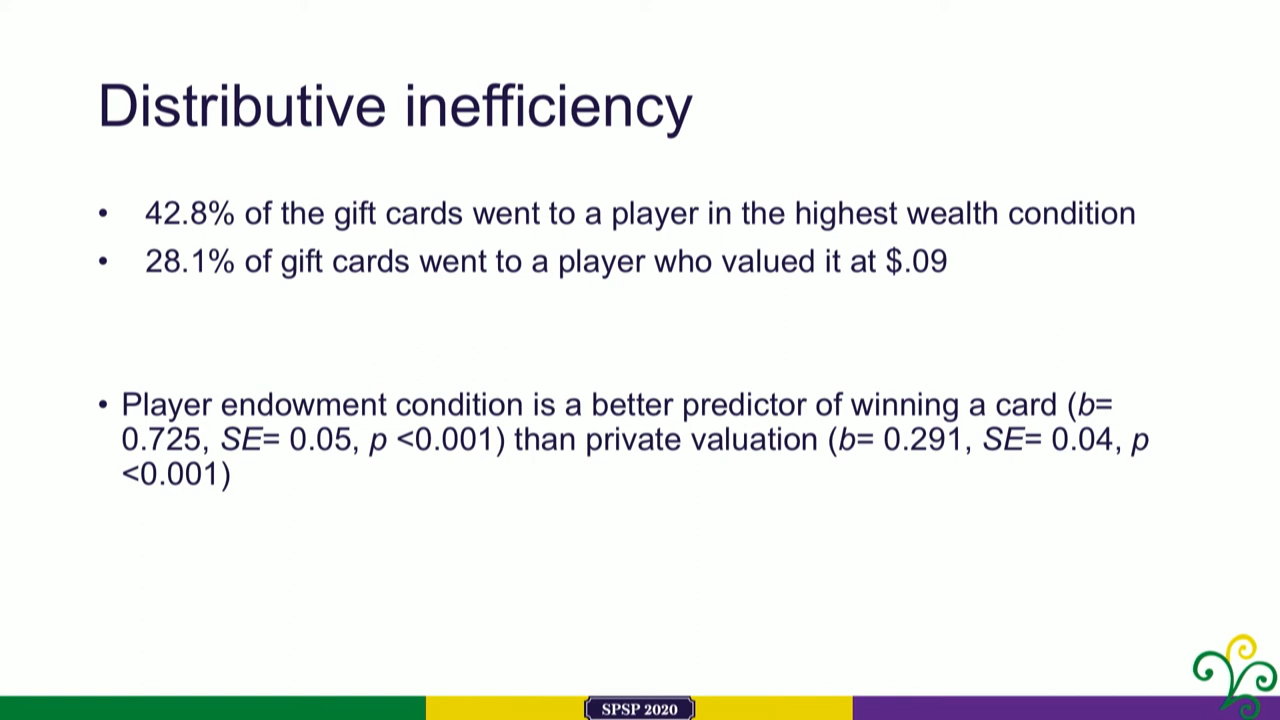 Distributive inefficiency
• 42.8% of the gift cards went to a player in the highest wealth condition
• 28.1% of gift cards went to a player who valued it at $.09
• Player endowment condition is a better predictor of winning a card (b=
0.725, SE= 0.05, p <0.001) than private valuation (b= 0.291, SE= 0.04, p
<0.001)
SPSP 2020